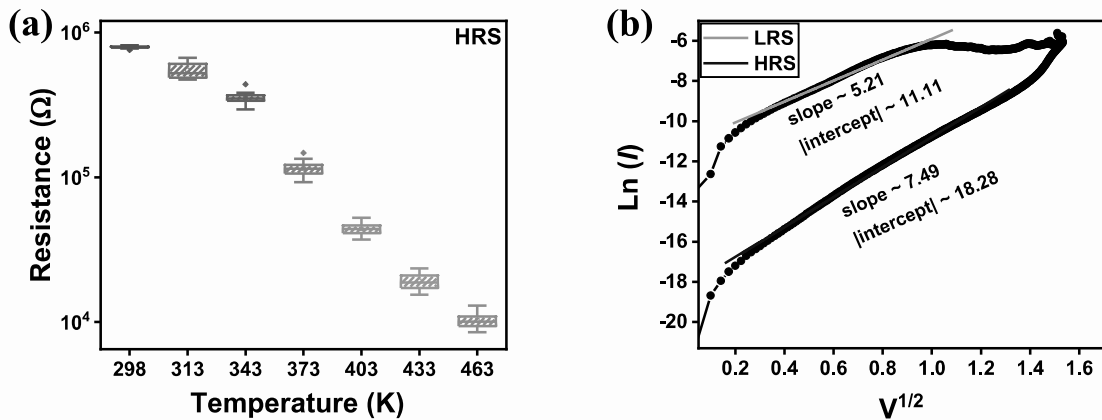 (a)
HRS
10^6
10^5
10^4
Resistance (Ω)
298 313 343 373 403 433 463
Temperature (K)
(b)
LRS
HRS
slope ~ 5.21
|intercept| ~ 11.11
slope ~ 7.49
|intercept| ~ 18.28
-6
-8
-10
-12
-14
-16
-18
-20
Ln (I)
0.2 0.4 0.6 0.8 1.0 1.2 1.4 1.6
V^{1/2}